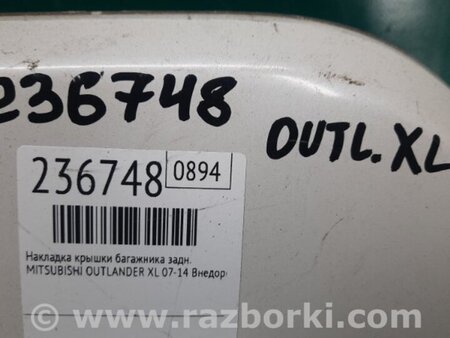 236748
OUTL. XL
236748 0894
Накладка крышки багажника задн.
MITSUBISHI OUTLANDER XL 07-14 Внедор
www.razborki.com